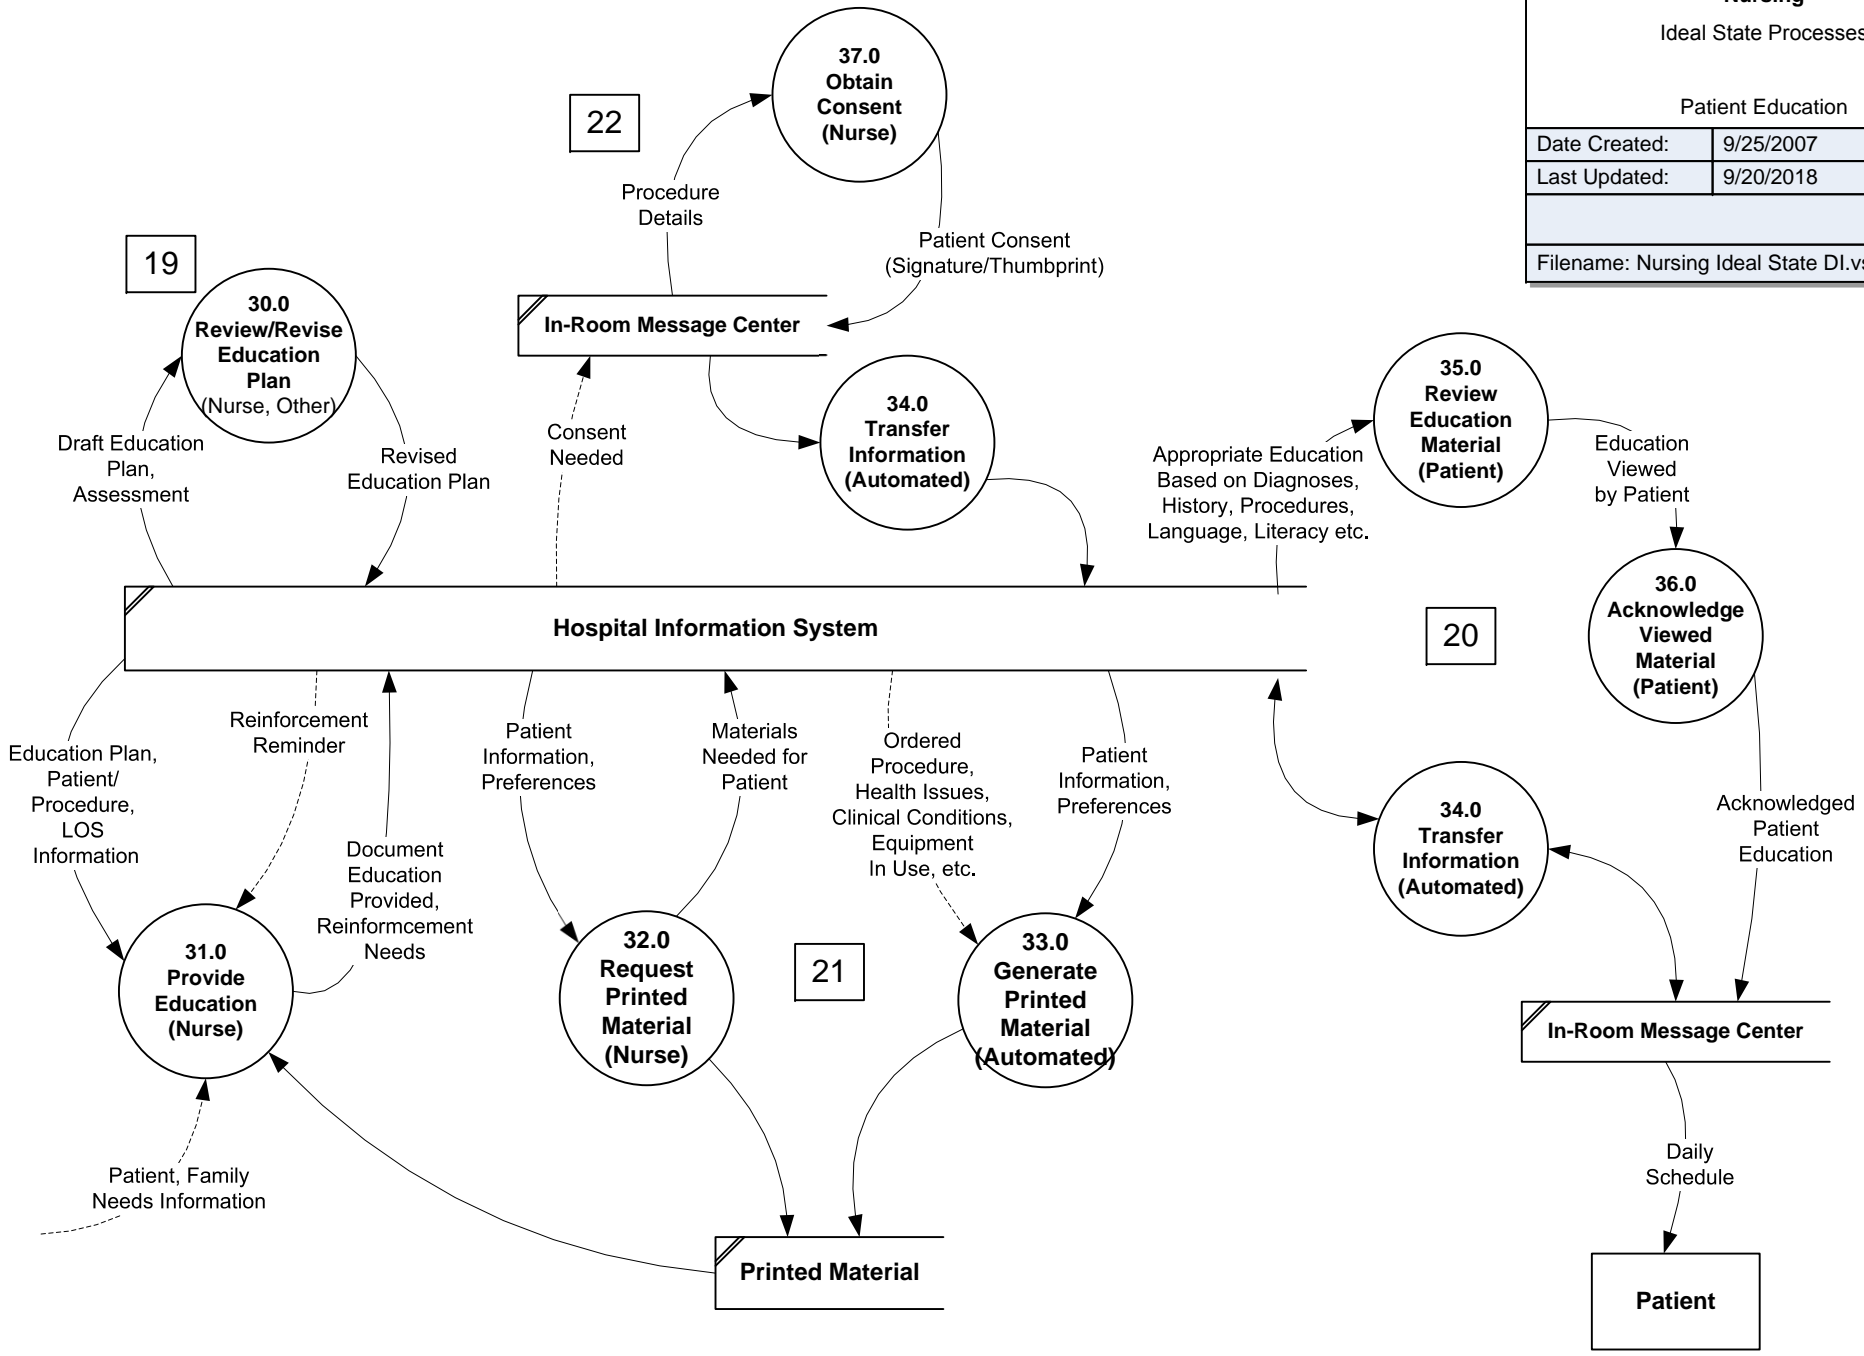 Nursing
Ideal State Processes
Patient Education
Date Created: 9/25/2007
Last Updated: 9/20/2018
Filename: Nursing Ideal State DI.vs
37.0
Obtain
Consent
(Nurse)
22
Procedure
Details
Patient Consent
(Signature/Thumbprint)
19
30.0
Review/Revise
Education
Plan
(Nurse, Other)
In-Room Message Center
34.0
Transfer
Information
(Automated)
Draft Education
Plan,
Assessment
Revised
Education Plan
Consent
Needed
Appropriate Education
Based on Diagnoses,
History, Procedures,
Language, Literacy etc.
35.0
Review
Education
Material
(Patient)
Education
Viewed
by Patient
36.0
Acknowledge
Viewed
Material
(Patient)
Hospital Information System
20
Education Plan,
Patient/
Procedure,
LOS
Information
Reinforcement
Reminder
Document
Education
Provided,
Reinformcement
Needs
Patient
Information,
Preferences
Materials
Needed for
Patient
Ordered
Procedure,
Health Issues,
Clinical Conditions,
Equipment
In Use, etc.
Patient
Information,
Preferences
34.0
Transfer
Information
(Automated)
Acknowledged
Patient
Education
31.0
Provide
Education
(Nurse)
32.0
Request
Printed
Material
(Nurse)
21
33.0
Generate
Printed
Material
(Automated)
In-Room Message Center
Patient, Family
Needs Information
Daily
Schedule
Printed Material
Patient